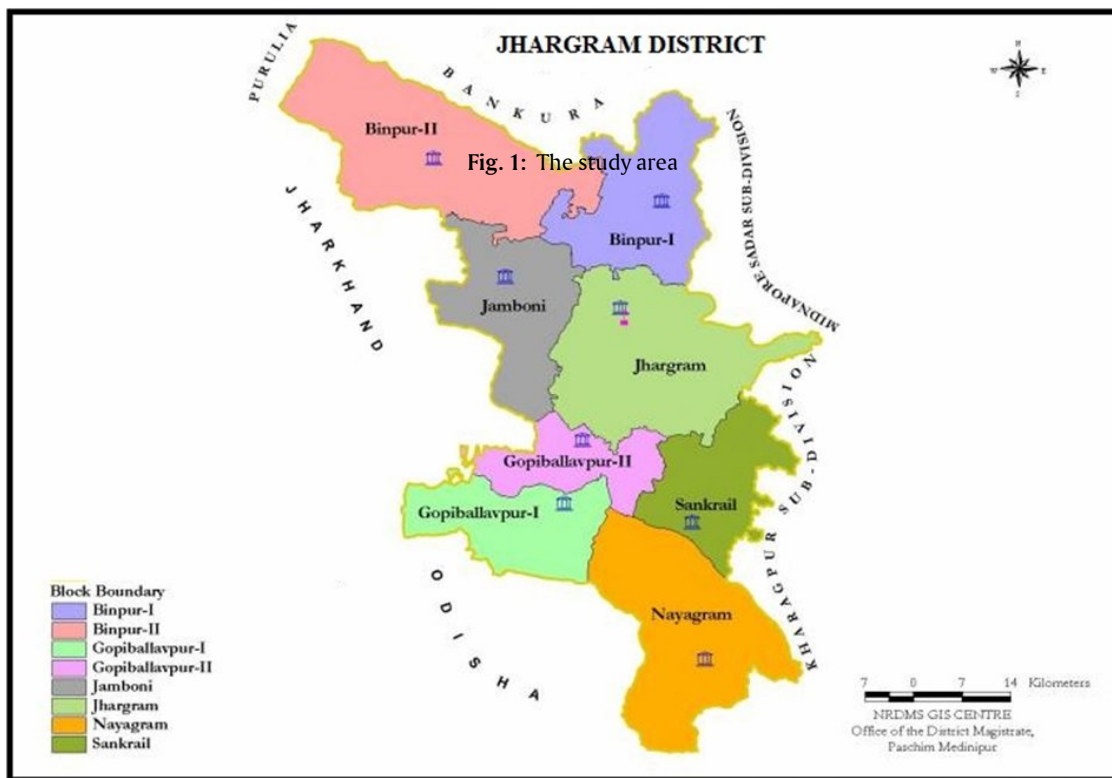 JHARGRAM DISTRICT
N
W E
S
PURULIA
BANKURA
Binpur-II
Fig. 1: The study area
MIDNAPORE SADAR SUB-DIVISION
JHARKHAND
Binpur-I
Jamboni
Jhargram
KHARAGPUR SUB-DIVISION
Gopiballavpur-II
Sankrail
Gopiballavpur-I
ODISHA
Nayagram
Block Boundary
Binpur-I
Binpur-II
Gopiballavpur-I
Gopiballavpur-II
Jamboni
Jhargram
Nayagram
Sankrail
7 0 7 14 Kilometers
NRDMS GIS CENTRE
Office of the District Magistrate,
Paschim Medinipur